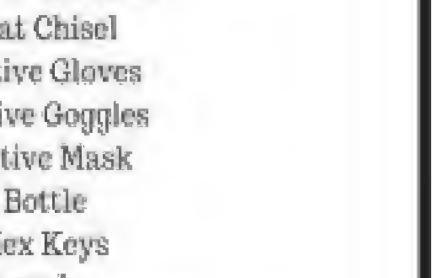 at Chisel
tive Gloves
ive Goggles
tive Mask
Bottle
ex Keys